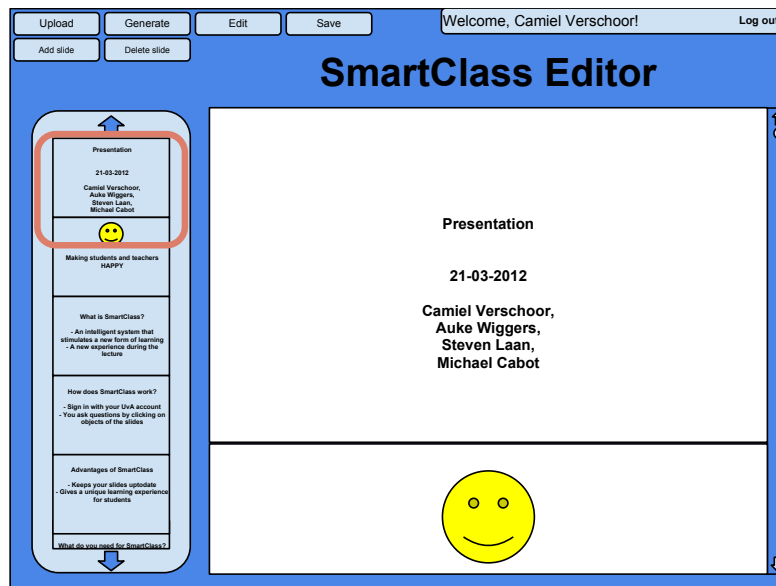 Upload
Generate
Edit
Save
Welcome, Camiel Verschoor!
Log out
Add slide
Delete slide
SmartClass Editor
Presentation
21-03-2012
Camiel Verschoor,
Auke Wiggers,
Steven Laan,
Michael Cabot
Making students and teachers
HAPPY
What is SmartClass?
- An intelligent system that
stimulates a new form of learning
- A new experience during the
lecture
How does SmartClass work?
- Sign in with your UvA account
- You ask questions by clicking on
objects of the slides
Advantages of SmartClass
- Keeps your slides uptodate
- Gives a unique learning experience
for students
What do you need for SmartClass?
Presentation
21-03-2012
Camiel Verschoor,
Auke Wiggers,
Steven Laan,
Michael Cabot